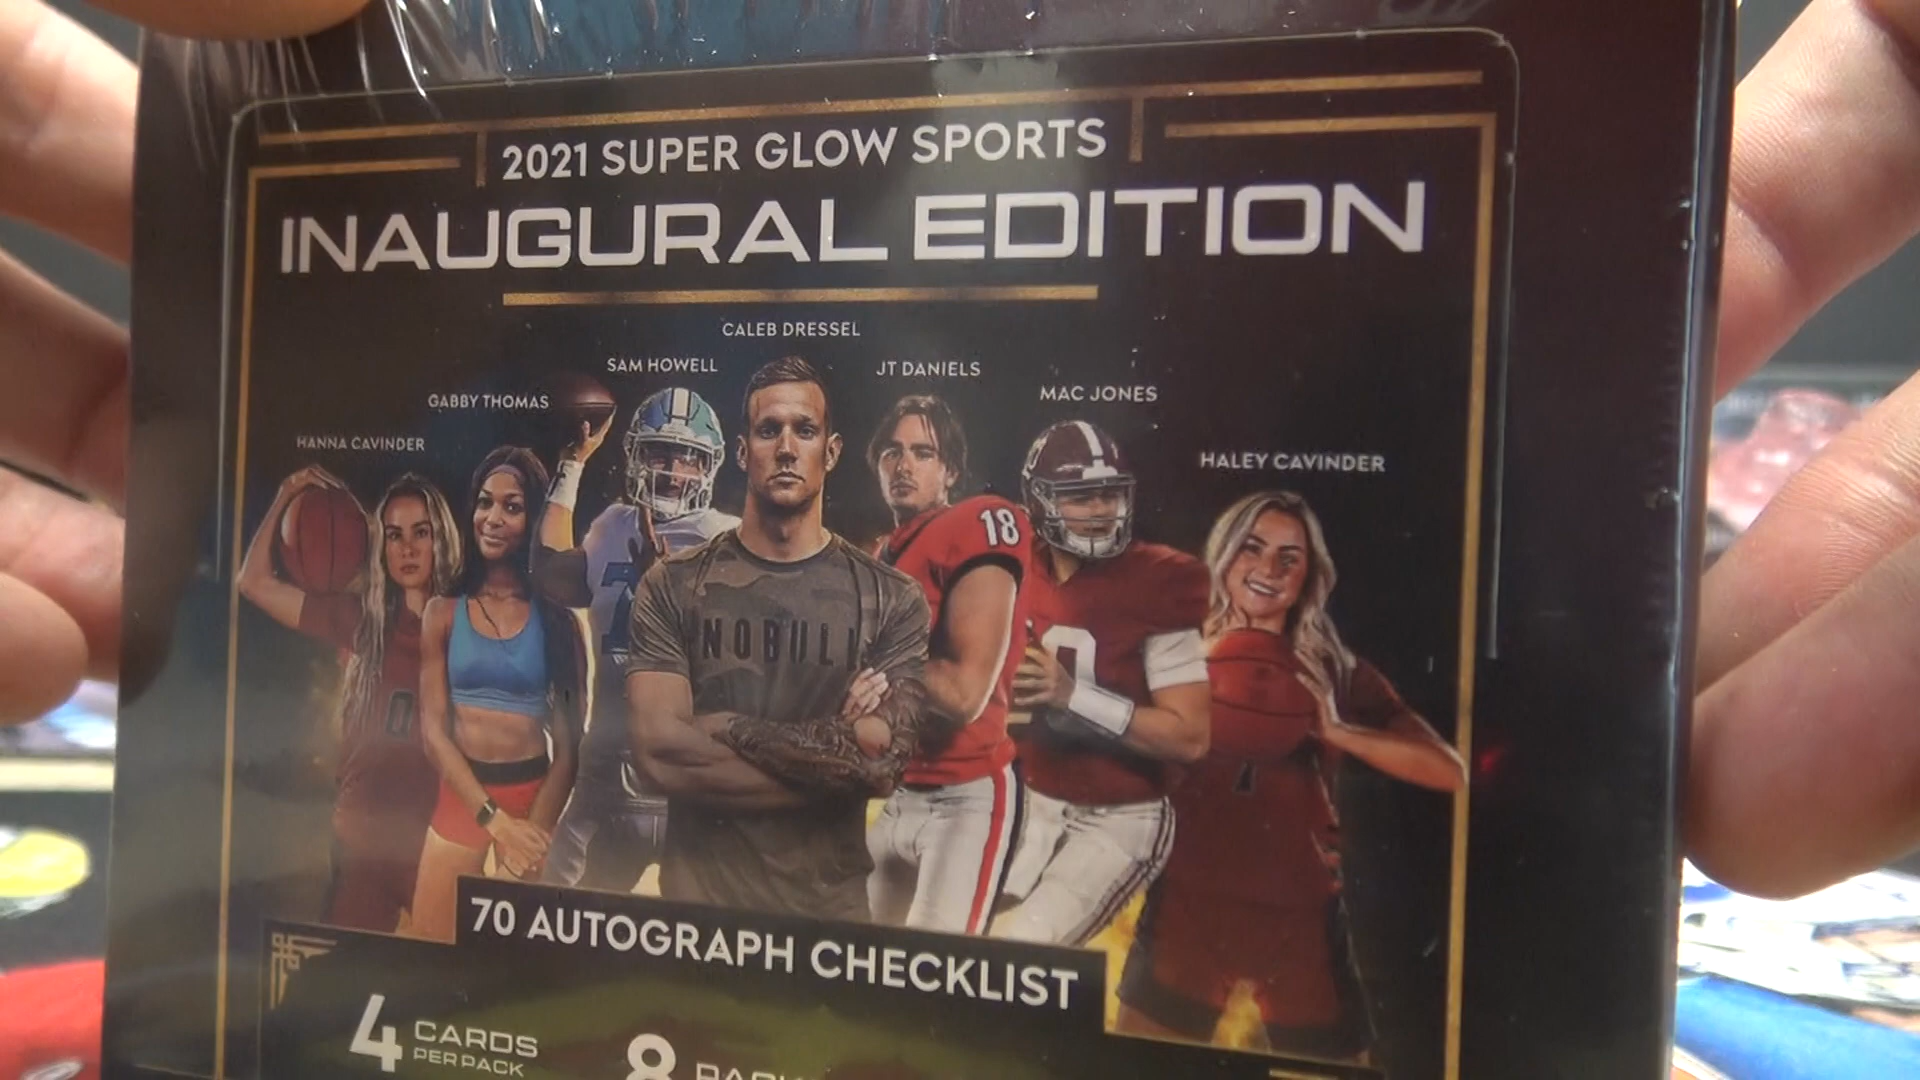 2021 SUPER GLOW SPORTS
INAUGURAL EDITION
CALEB DRESSEL
SAM HOWELL
JT DANIELS
GABBY THOMAS
MAC JONES
HANNA CAVINDER
HALEY CAVINDER
18
NOBULL
70 AUTOGRAPH CHECKLIST
4 CARDS
PER PACK
8